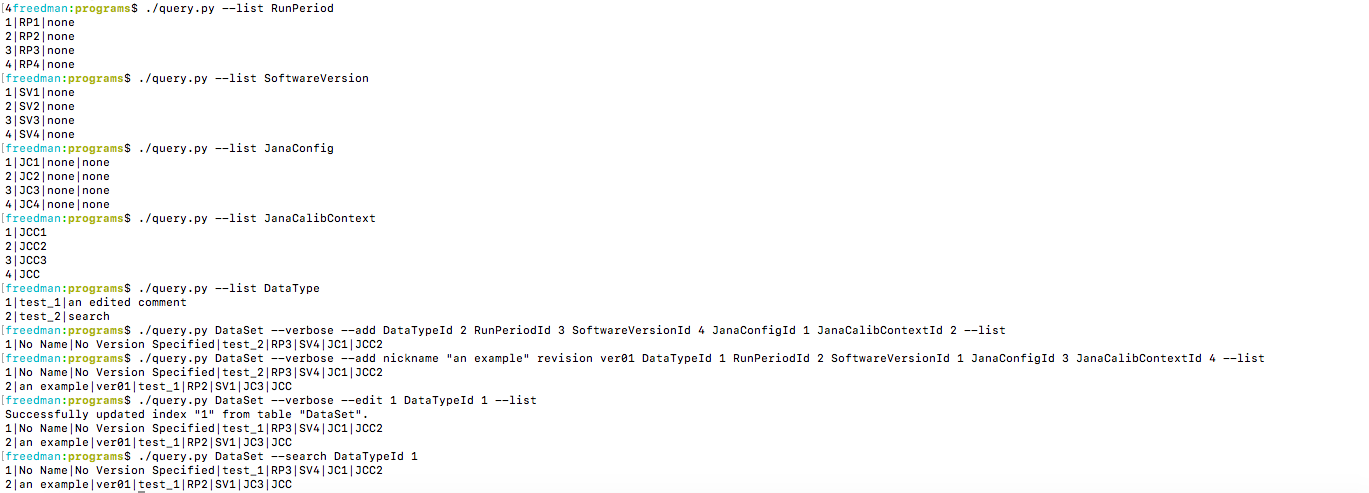 [4freedman:programs$ ./query.py --list RunPeriod
1|RP1|none
2|RP2|none
3|RP3|none
4|RP4|none
[freedman:programs$ ./query.py --list SoftwareVersion
1|SV1|none
2|SV2|none
3|SV3|none
4|SV4|none
[freedman:programs$ ./query.py --list JanaConfig
1|JC1|none|none
2|JC2|none|none
3|JC3|none|none
4|JC4|none|none
[freedman:programs$ ./query.py --list JanaCalibContext
1|JCC1
2|JCC2
3|JCC3
4|JCC
[freedman:programs$ ./query.py --list DataType
1|test_1|an edited comment
2|test_2|search
[freedman:programs$ ./query.py DataSet --verbose --add DataTypeId 2 RunPeriodId 3 SoftwareVersionId 4 JanaConfigId 1 JanaCalibContextId 2 --list
1|No Name|No Version Specified|test_2|RP3|SV4|JC1|JCC2
[freedman:programs$ ./query.py DataSet --verbose --add nickname "an example" revision ver01 DataTypeId 1 RunPeriodId 2 SoftwareVersionId 1 JanaConfigId 3 JanaCalibContextId 4 --list
1|No Name|No Version Specified|test_2|RP3|SV4|JC1|JCC2
2|an example|ver01|test_1|RP2|SV1|JC3|JCC
[freedman:programs$ ./query.py DataSet --verbose --edit 1 DataTypeId 1 --list
Successfully updated index "1" from table "DataSet".
1|No Name|No Version Specified|test_1|RP3|SV4|JC1|JCC2
2|an example|ver01|test_1|RP2|SV1|JC3|JCC
[freedman:programs$ ./query.py DataSet --search DataTypeId 1
1|No Name|No Version Specified|test_1|RP3|SV4|JC1|JCC2
2|an example|ver01|test_1|RP2|SV1|JC3|JCC